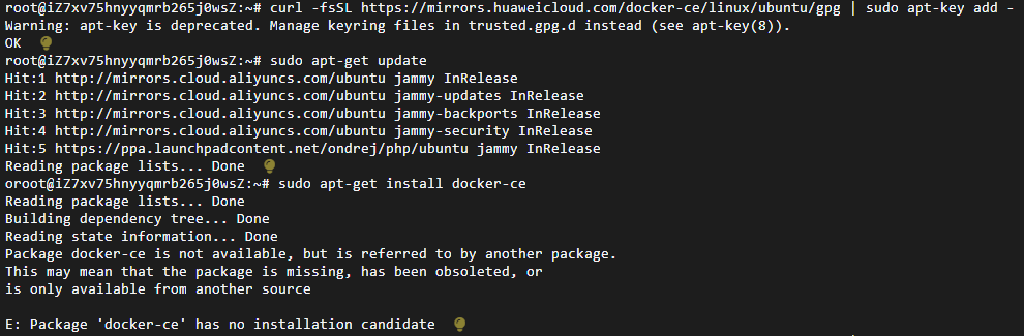 root@iZ7xv75hnyyqmrb265j0wsZ:~# curl -fsSL https://mirrors.huaweicloud.com/docker-ce/linux/ubuntu/gpg | sudo apt-key add -
Warning: apt-key is deprecated. Manage keyring files in trusted.gpg.d instead (see apt-key(8)).
OK
root@iZ7xv75hnyyqmrb265j0wsZ:~# sudo apt-get update
Hit:1 http://mirrors.cloud.aliyuncs.com/ubuntu jammy InRelease
Hit:2 http://mirrors.cloud.aliyuncs.com/ubuntu jammy-updates InRelease
Hit:3 http://mirrors.cloud.aliyuncs.com/ubuntu jammy-backports InRelease
Hit:4 http://mirrors.cloud.aliyuncs.com/ubuntu jammy-security InRelease
Hit:5 https://ppa.launchpadcontent.net/ondrej/php/ubuntu jammy InRelease
Reading package lists... Done
oroot@iZ7xv75hnyyqmrb265j0wsZ:~# sudo apt-get install docker-ce
Reading package lists... Done
Building dependency tree... Done
Reading state information... Done
Package docker-ce is not available, but is referred to by another package.
This may mean that the package is missing, has been obsoleted, or
is only available from another source
E: Package 'docker-ce' has no installation candidate